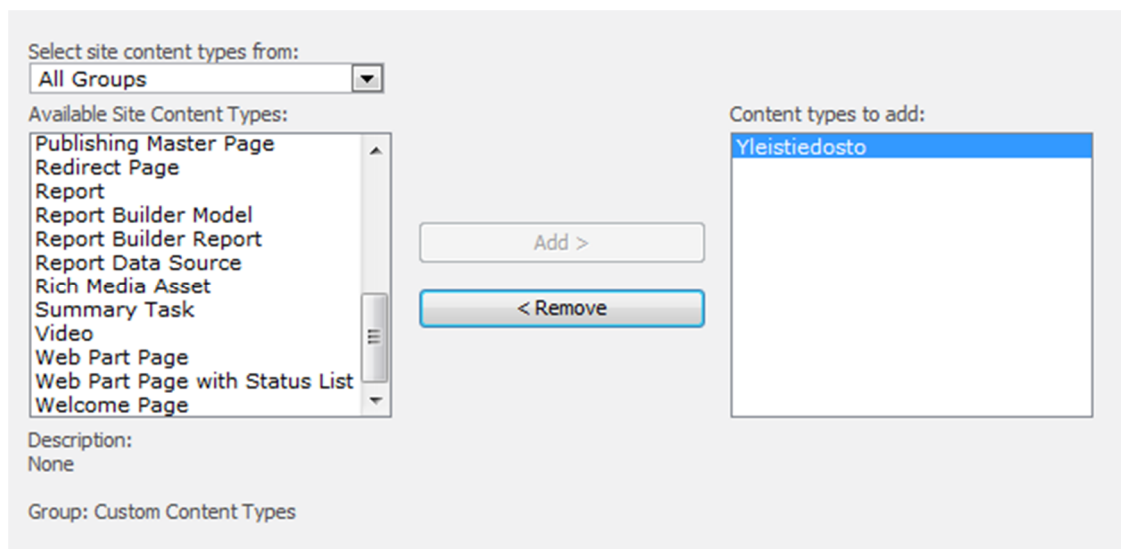 Select site content types from:
All Groups
Available Site Content Types:
Publishing Master Page
Redirect Page
Report
Report Builder Model
Report Builder Report
Report Data Source
Rich Media Asset
Summary Task
Video
Web Part Page
Web Part Page with Status List
Welcome Page
Add >
< Remove
Content types to add:
Yleistiedosto
Description:
None
Group: Custom Content Types